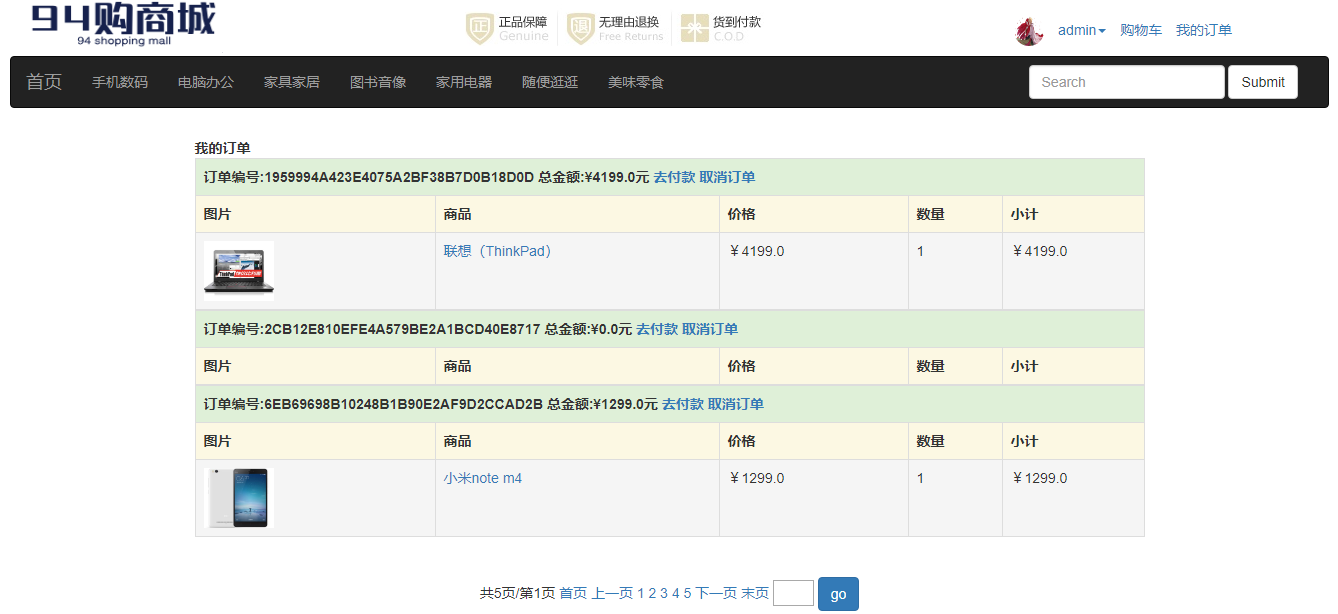 94购商城
94 shopping mall
正 正品保障 Genuine
退 无理由退换 Free Returns
货到付款 C.O.D
admin 购物车 我的订单
首页 手机数码 电脑办公 家具家居 图书音像 家用电器 随便逛逛 美味零食 Search Submit
我的订单
订单编号:1959994A423E4075A2BF38B7D0B18D0D 总金额:¥4199.0元 去付款 取消订单
图片 商品 价格 数量 小计
联想（ThinkPad） ￥4199.0 1 ￥4199.0
订单编号:2CB12E810EFE4A579BE2A1BCD40E8717 总金额:¥0.0元 去付款 取消订单
图片 商品 价格 数量 小计
订单编号:6EB69698B10248B1B90E2AF9D2CCAD2B 总金额:¥1299.0元 去付款 取消订单
图片 商品 价格 数量 小计
小米note m4 ￥1299.0 1 ￥1299.0
共5页/第1页 首页 上一页 1 2 3 4 5 下一页 末页 go